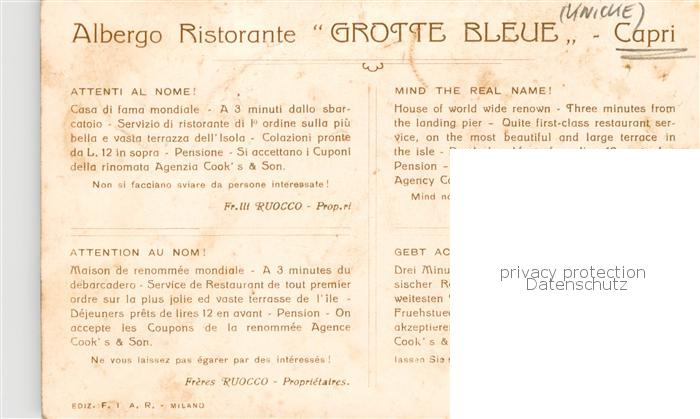 (UNICUE)
Albergo Ristorante “GROTTE BLEUE„ - Capri
ATTENTI AL NOME!
Casa di fama mondiale - A 3 minuti dallo sbar-
catoio - Servizio di ristorante di Iº ordine sulla più
bella e vasta terrazza dell'Isola - Colazioni pronte
da L. 12 in sopra - Pensione - Si accettano i Cuponi
della rinomata Agenzia Cook's & Son.
Non si facciano sviare da persone interessate!
Fr.lli RUOCCO - Prop.ri
MIND THE REAL NAME!
House of world wide renown - Three minutes from
the landing pier - Quite first-class restaurant ser-
vice, on the most beautiful and large terrace in
the isle -
Pension -
Agency Co
Mind no
ATTENTION AU NOM!
Maison de renommée mondiale - A 3 minutes du
débarcadero - Service de Restaurant de tout premier
ordre sur la plus jolie ed vaste terrasse de l'île -
Déjeuners prêts de lires 12 en avant - Pension - On
accepte les Coupons de la renommée Agence
Cook's & Son.
Ne vous laissez pas égarer par des intéressés!
Frères RUOCCO - Propriétaires.
GEBT AC
Drei Minu
sischer Re
weitesten
Fruehstue
akzeptiere
Cook's &
lassen Sie
EDIZ. F. I A. R. - MILANO
privacy protection
Datenschutz